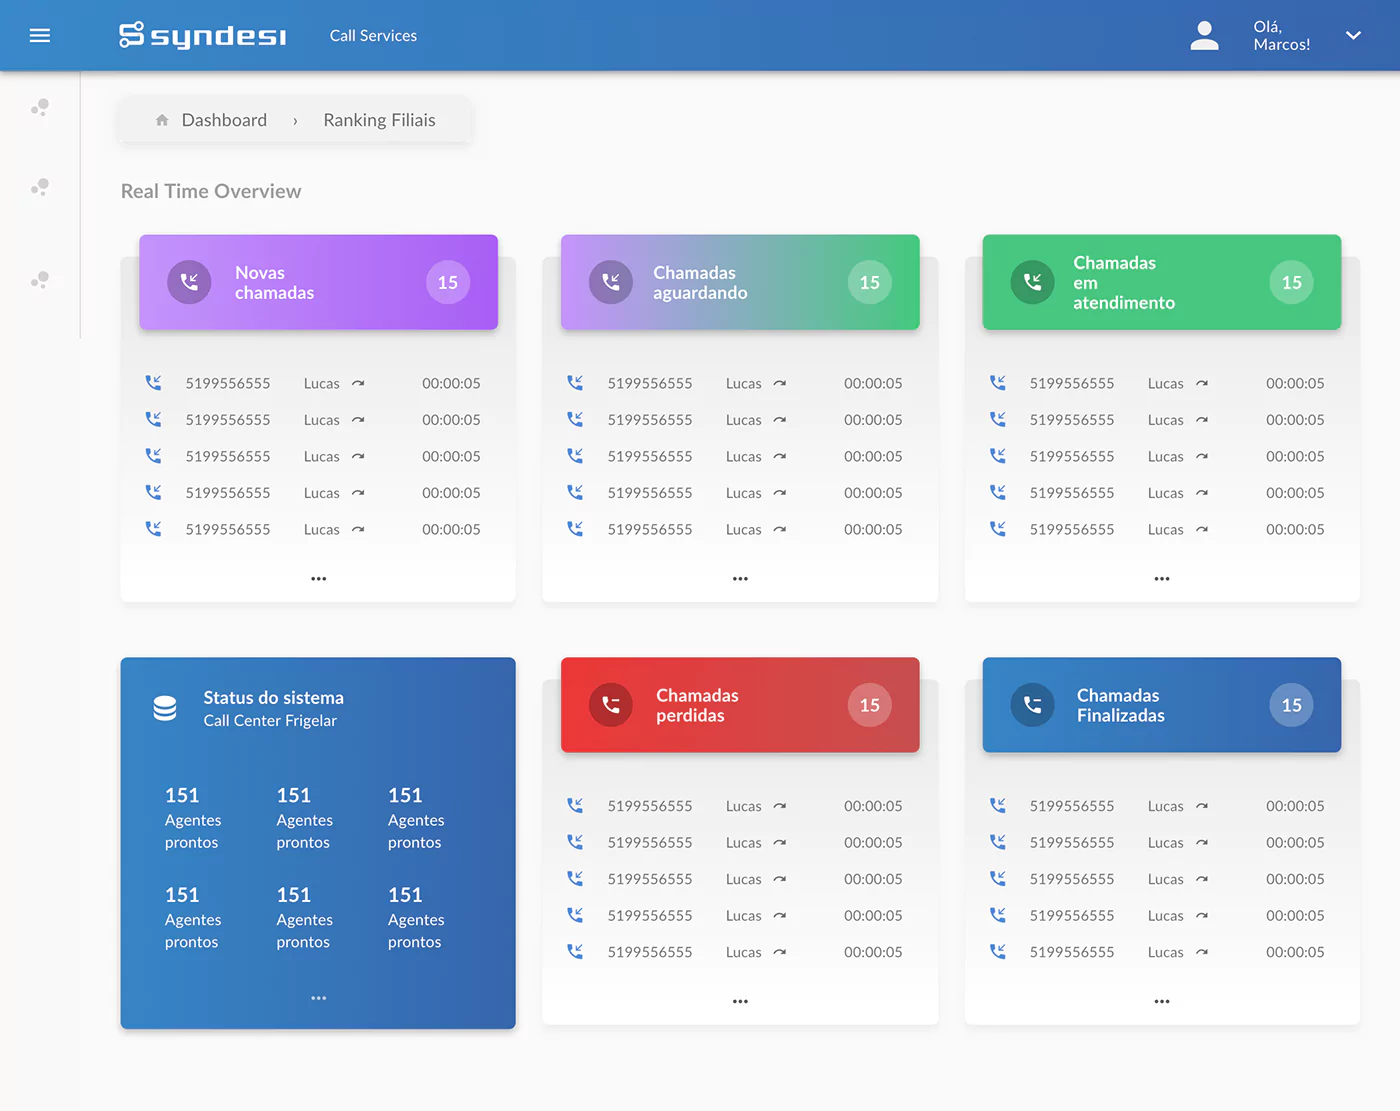 syndesi
Call Services
Olá,
Marcos!
Dashboard › Ranking Filiais
Real Time Overview
Novas
chamadas
15
5199556555 Lucas 00:00:05
5199556555 Lucas 00:00:05
5199556555 Lucas 00:00:05
5199556555 Lucas 00:00:05
5199556555 Lucas 00:00:05
...
Chamadas
aguardando
15
5199556555 Lucas 00:00:05
5199556555 Lucas 00:00:05
5199556555 Lucas 00:00:05
5199556555 Lucas 00:00:05
5199556555 Lucas 00:00:05
...
Chamadas
em
atendimento
15
5199556555 Lucas 00:00:05
5199556555 Lucas 00:00:05
5199556555 Lucas 00:00:05
5199556555 Lucas 00:00:05
5199556555 Lucas 00:00:05
...
Status do sistema
Call Center Frigelar
151
Agentes
prontos
151
Agentes
prontos
151
Agentes
prontos
151
Agentes
prontos
151
Agentes
prontos
151
Agentes
prontos
...
Chamadas
perdidas
15
5199556555 Lucas 00:00:05
5199556555 Lucas 00:00:05
5199556555 Lucas 00:00:05
5199556555 Lucas 00:00:05
5199556555 Lucas 00:00:05
...
Chamadas
Finalizadas
15
5199556555 Lucas 00:00:05
5199556555 Lucas 00:00:05
5199556555 Lucas 00:00:05
5199556555 Lucas 00:00:05
5199556555 Lucas 00:00:05
...